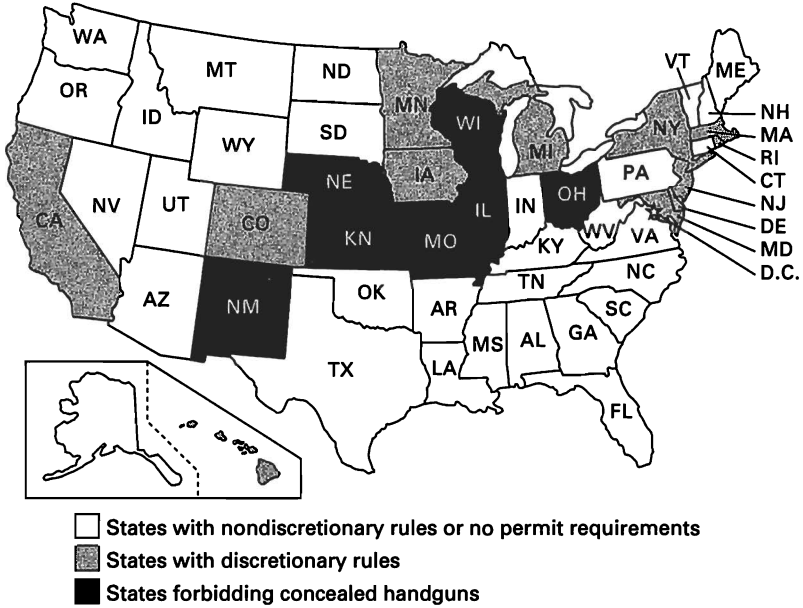 WA
MT
ND
MN
VT
ME
OR
ID
SD
WI
NH
WY
MI
NY
MA
RI
CT
NE
IA
PA
NJ
NV
UT
CO
IL
IN
OH
DE
CA
KN
MO
WV
VA
MD
KY
D.C.
AZ
NM
OK
TN
NC
AR
SC
TX
MS
AL
GA
LA
FL
States with nondiscretionary rules or no permit requirements
States with discretionary rules
States forbidding concealed handguns